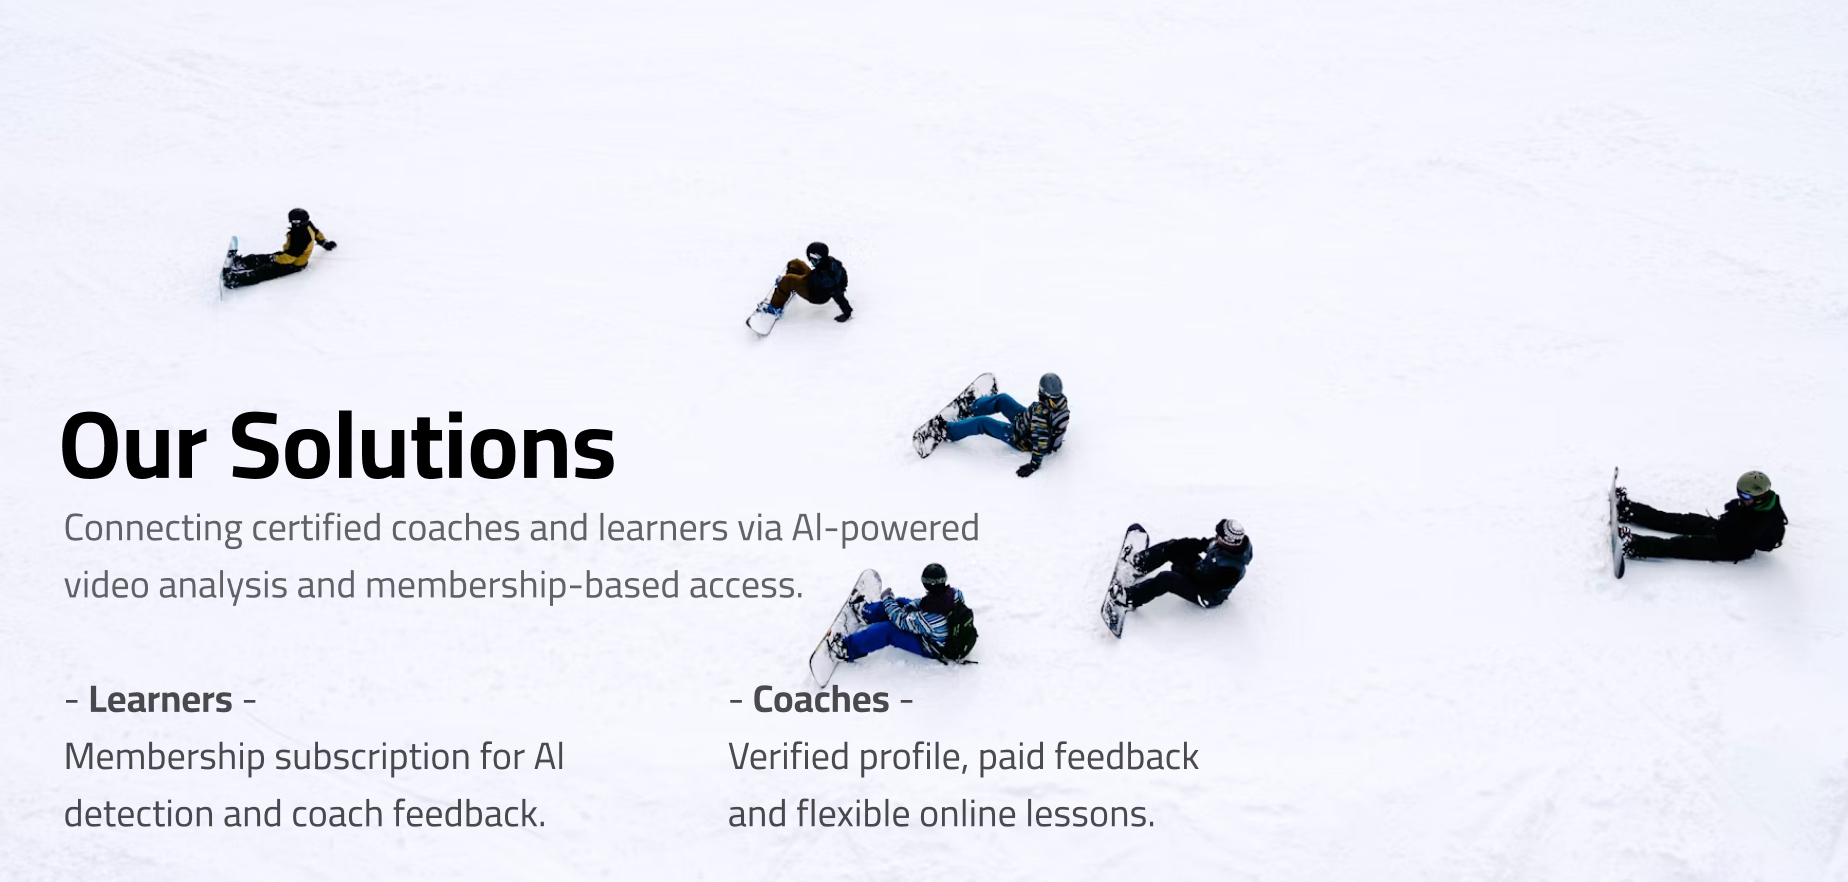 Our Solutions
Connecting certified coaches and learners via AI-powered
video analysis and membership-based access.
- Learners -
Membership subscription for AI
detection and coach feedback.
- Coaches -
Verified profile, paid feedback
and flexible online lessons.